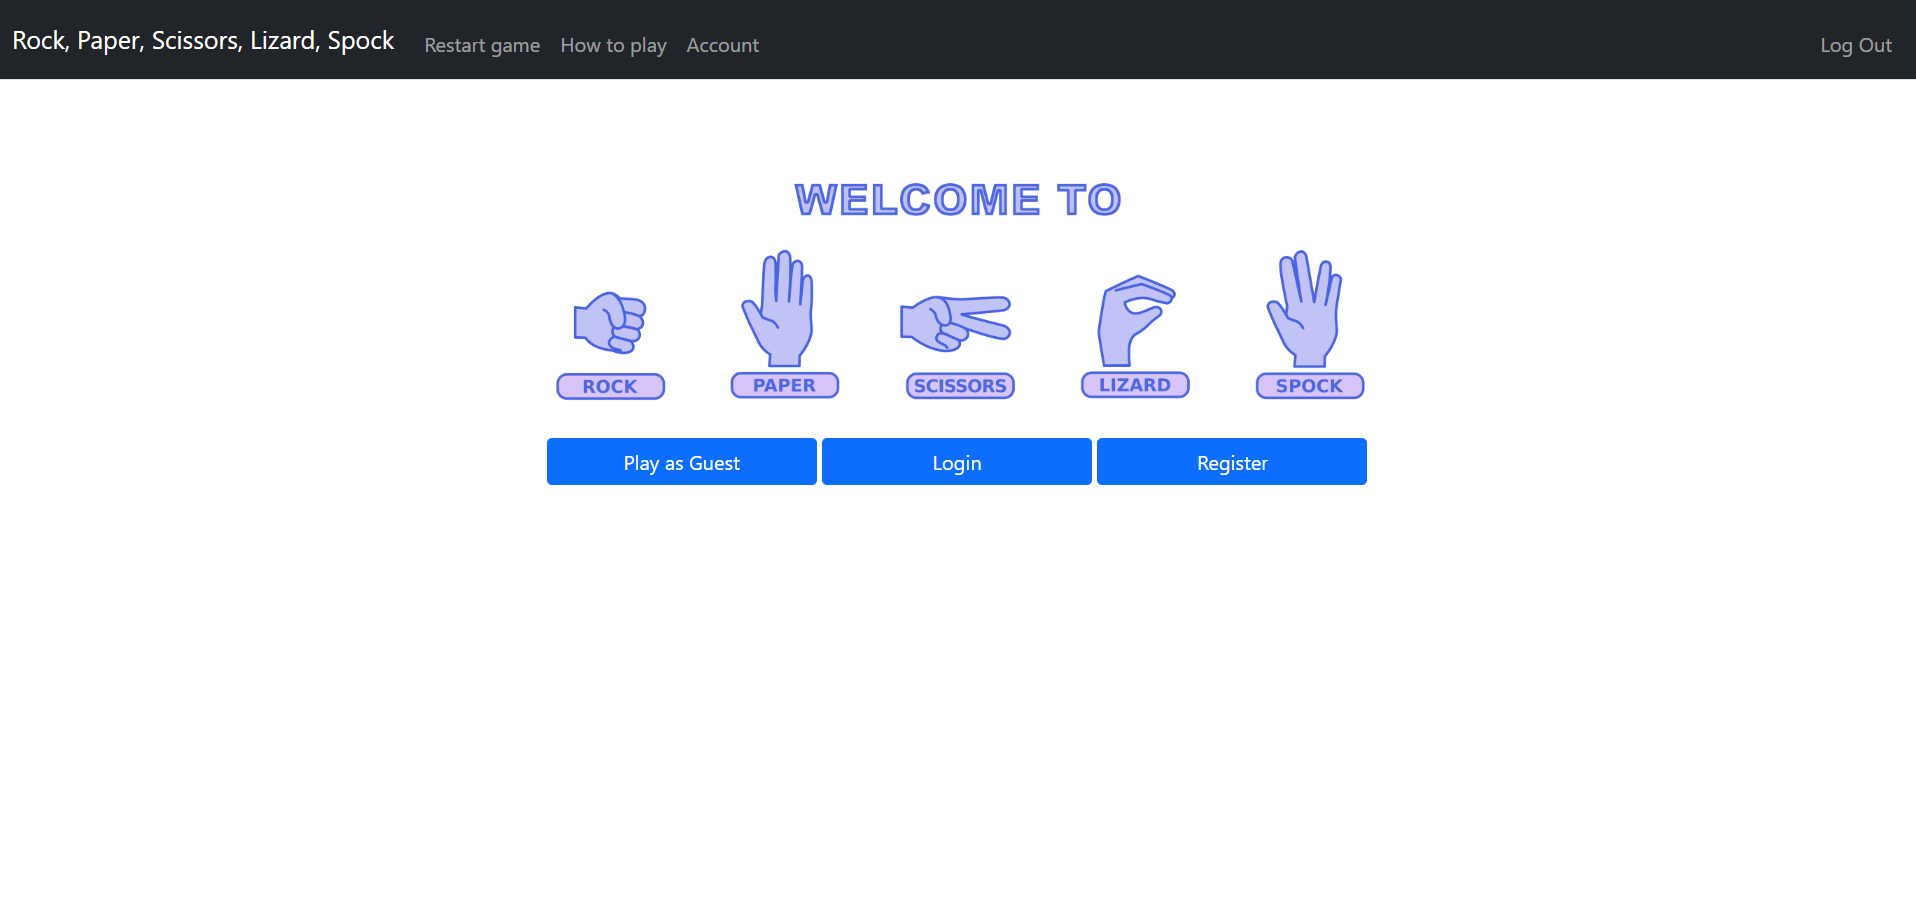 Rock, Paper, Scissors, Lizard, Spock Restart game How to play Account Log Out
WELCOME TO
ROCK PAPER SCISSORS LIZARD SPOCK
Play as Guest Login Register